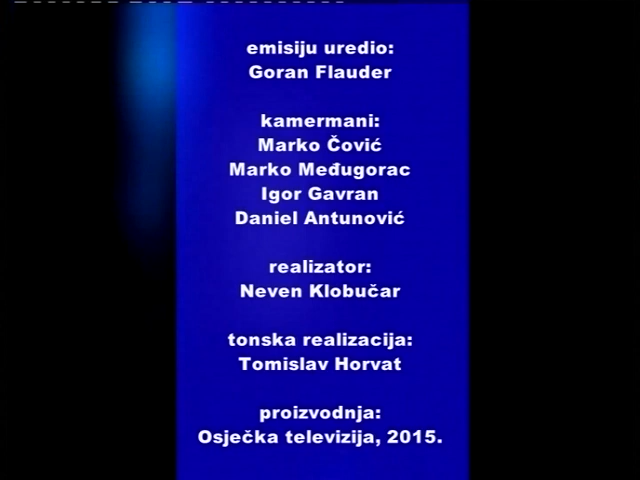 emisiju uredio:
Goran Flauder
kamermani:
Marko Čović
Marko Međugorac
Igor Gavran
Daniel Antunović
realizator:
Neven Klobučar
tonska realizacija:
Tomislav Horvat
proizvodnja:
Osječka televizija, 2015.